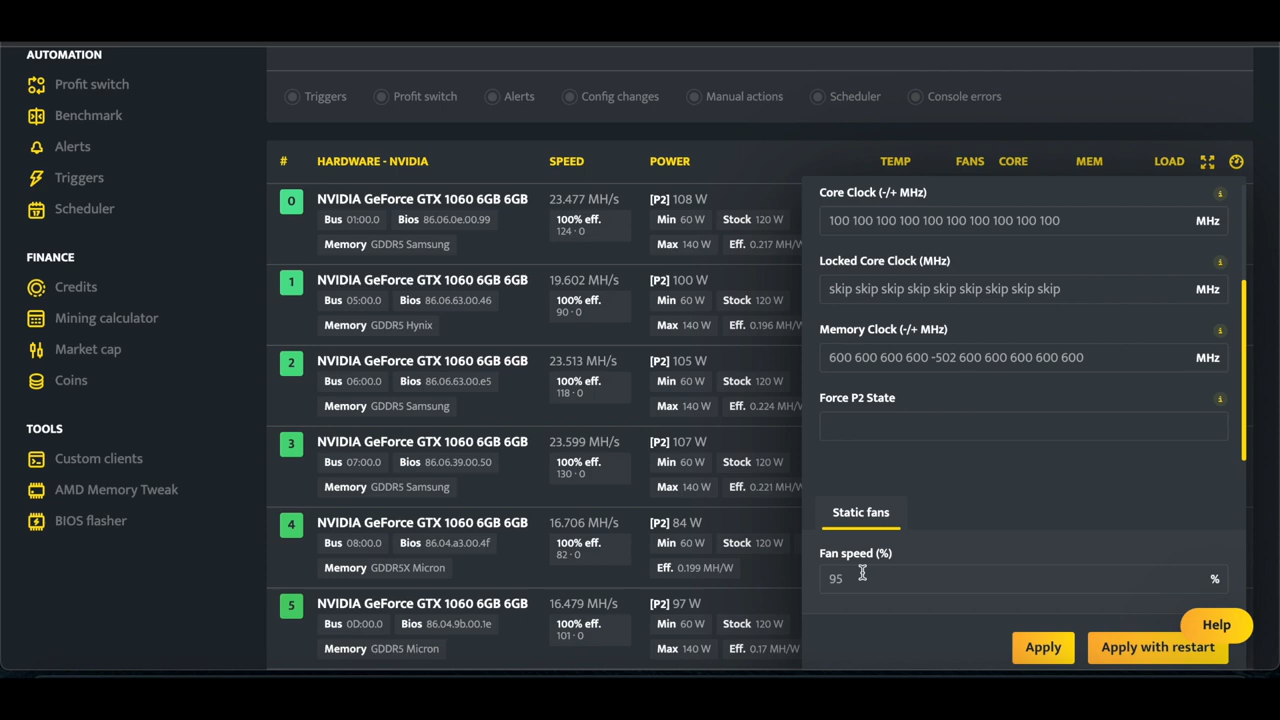 AUTOMATION
Profit switch
Benchmark
Alerts
Triggers
Scheduler
FINANCE
Credits
Mining calculator
Market cap
Coins
TOOLS
Custom clients
AMD Memory Tweak
BIOS flasher
Triggers Profit switch Alerts Config changes Manual actions Scheduler Console errors
# HARDWARE - NVIDIA SPEED POWER TEMP FANS CORE MEM LOAD
0 NVIDIA GeForce GTX 1060 6GB 6GB 23.477 MH/s [P2] 108 W
Bus 01:00.0 Bios 86.06.0e.00.99 100% eff. Min 60 W Stock 120 W
124 · 0
Memory GDDR5 Samsung Max 140 W Eff. 0.217 MH/W
1 NVIDIA GeForce GTX 1060 6GB 6GB 19.602 MH/s [P2] 100 W
Bus 05:00.0 Bios 86.06.63.00.46 100% eff. Min 60 W Stock 120 W
90 · 0
Memory GDDR5 Hynix Max 140 W Eff. 0.196 MH/W
2 NVIDIA GeForce GTX 1060 6GB 6GB 23.513 MH/s [P2] 105 W
Bus 06:00.0 Bios 86.06.63.00.e5 100% eff. Min 60 W Stock 120 W
118 · 0
Memory GDDR5 Samsung Max 140 W Eff. 0.224 MH/W
3 NVIDIA GeForce GTX 1060 6GB 6GB 23.599 MH/s [P2] 107 W
Bus 07:00.0 Bios 86.06.39.00.50 100% eff. Min 60 W Stock 120 W
130 · 0
Memory GDDR5 Samsung Max 140 W Eff. 0.221 MH/W
4 NVIDIA GeForce GTX 1060 6GB 6GB 16.706 MH/s [P2] 84 W
Bus 08:00.0 Bios 86.04.a3.00.4f 100% eff. Min 60 W Stock 120 W
82 · 0
Memory GDDR5X Micron Eff. 0.199 MH/W
5 NVIDIA GeForce GTX 1060 6GB 6GB 16.479 MH/s [P2] 97 W
Bus 0D:00.0 Bios 86.04.9b.00.1e 100% eff. Min 60 W Stock 120 W
101 · 0
Memory GDDR5 Micron Max 140 W Eff. 0.17 MH/W
Core Clock (-/+ MHz)
100 100 100 100 100 100 100 100 100 100 MHz
Locked Core Clock (MHz)
skip skip skip skip skip skip skip skip skip MHz
Memory Clock (-/+ MHz)
600 600 600 600 -502 600 600 600 600 600 MHz
Force P2 State
Static fans
Fan speed (%)
95 %
Help
Apply Apply with restart